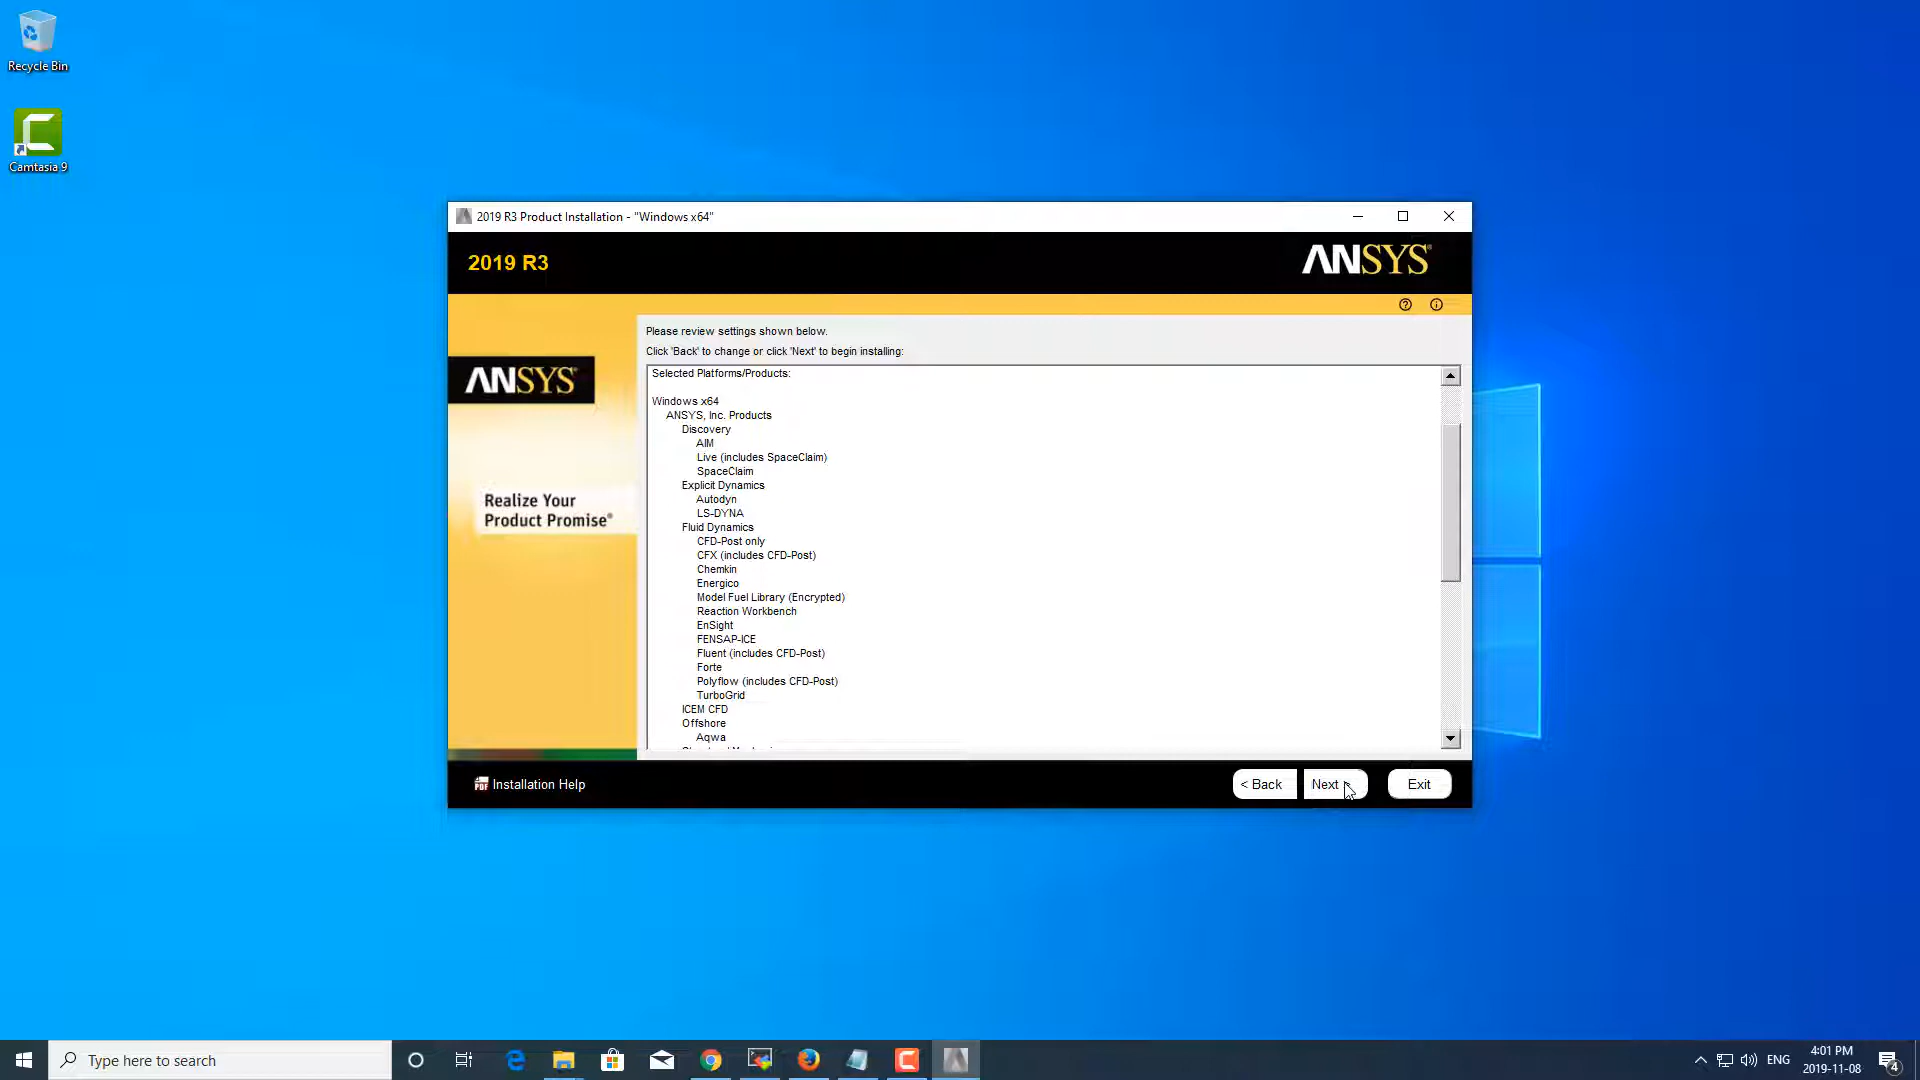 Recycle Bin
Camtasia 9
2019 R3 Product Installation - "Windows x64"
2019 R3
ANSYS®
Please review settings shown below.
Click 'Back' to change or click 'Next' to begin installing:
ANSYS®
Realize Your
Product Promise®
Selected Platforms/Products:
Windows x64
ANSYS, Inc. Products
Discovery
AIM
Live (includes SpaceClaim)
SpaceClaim
Explicit Dynamics
Autodyn
LS-DYNA
Fluid Dynamics
CFD-Post only
CFX (includes CFD-Post)
Chemkin
Energico
Model Fuel Library (Encrypted)
Reaction Workbench
EnSight
FENSAP-ICE
Fluent (includes CFD-Post)
Forte
Polyflow (includes CFD-Post)
TurboGrid
ICEM CFD
Offshore
Aqwa
PDF Installation Help
< Back
Next
Exit
Type here to search
ENG
4:01 PM
2019-11-08
4